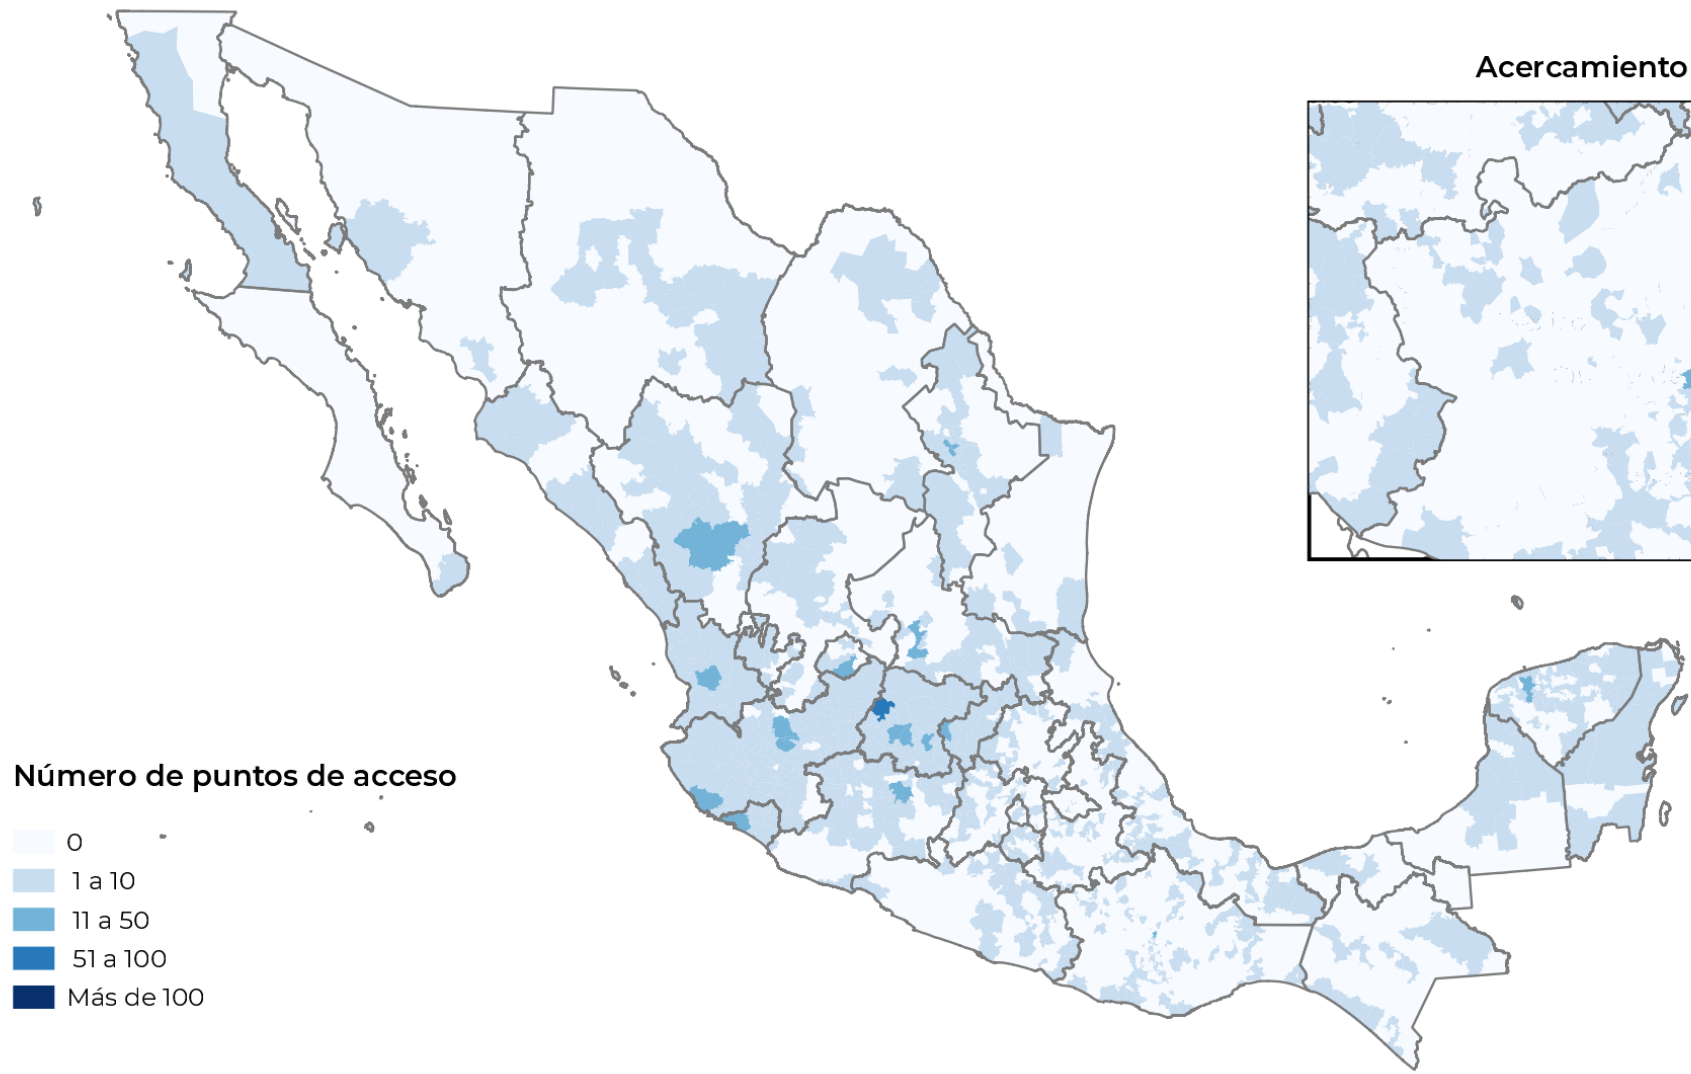 Acercamiento
Número de puntos de acceso
0
1 a 10
11 a 50
51 a 100
Más de 100